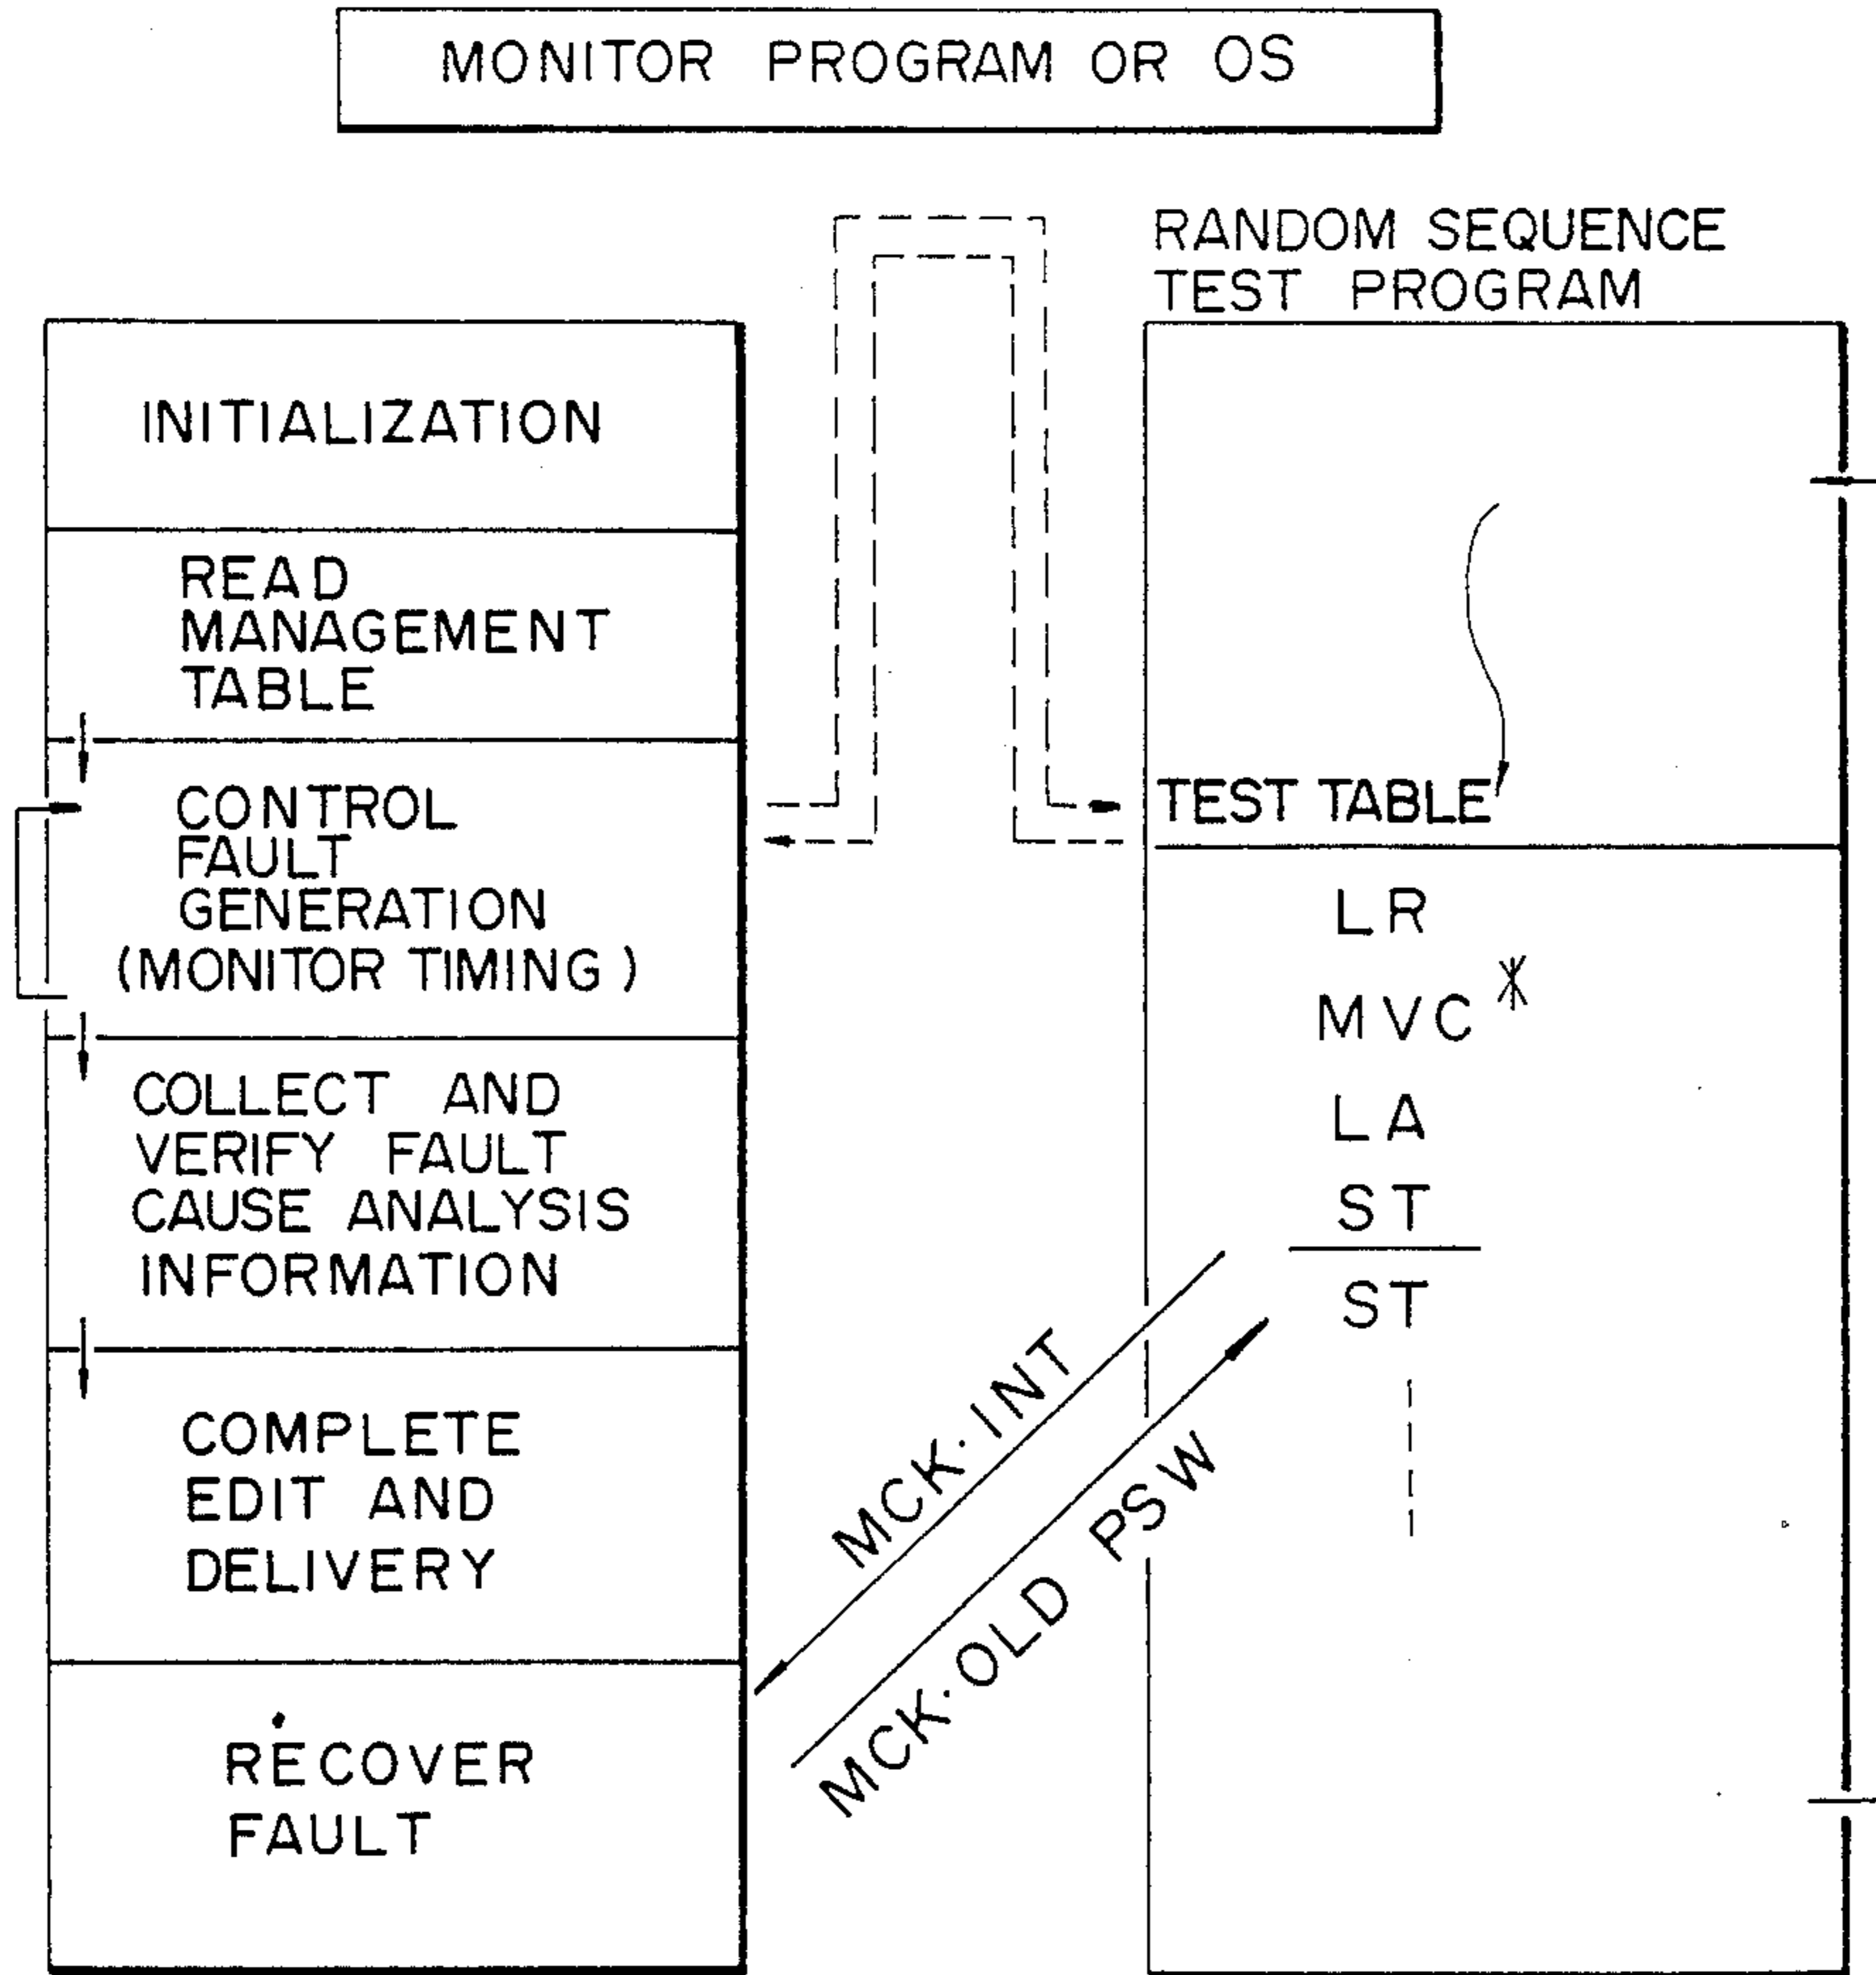 MONITOR PROGRAM OR OS
RANDOM SEQUENCE
TEST PROGRAM
INITIALIZATION
READ
MANAGEMENT
TABLE
CONTROL
FAULT
GENERATION
(MONITOR TIMING)
COLLECT AND
VERIFY FAULT
CAUSE ANALYSIS
INFORMATION
COMPLETE
EDIT AND
DELIVERY
RECOVER
FAULT
MCK·INT
MCK·OLD PSW
TEST TABLE
LR
MVC*
LA
ST
ST